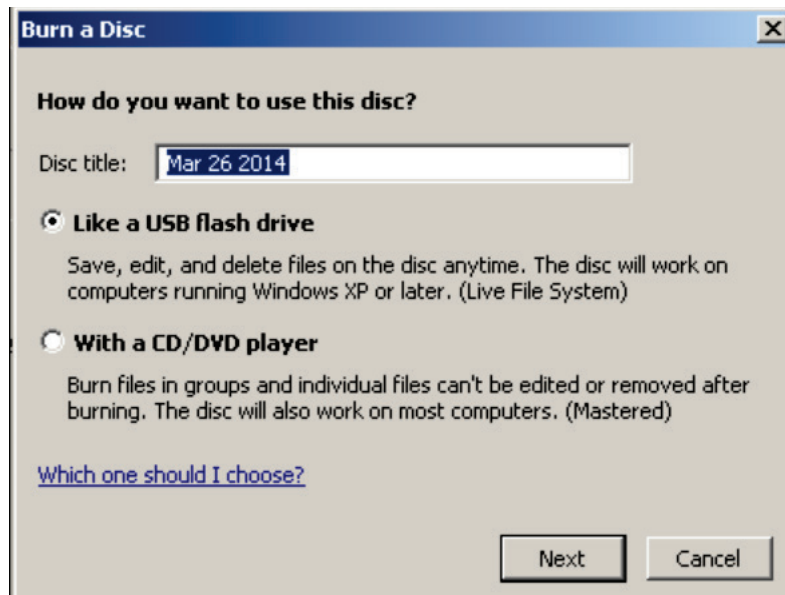 Burn a Disc
How do you want to use this disc?
Disc title: Mar 26 2014
Like a USB flash drive
Save, edit, and delete files on the disc anytime. The disc will work on
computers running Windows XP or later. (Live File System)
With a CD/DVD player
Burn files in groups and individual files can't be edited or removed after
burning. The disc will also work on most computers. (Mastered)
Which one should I choose?
Next Cancel